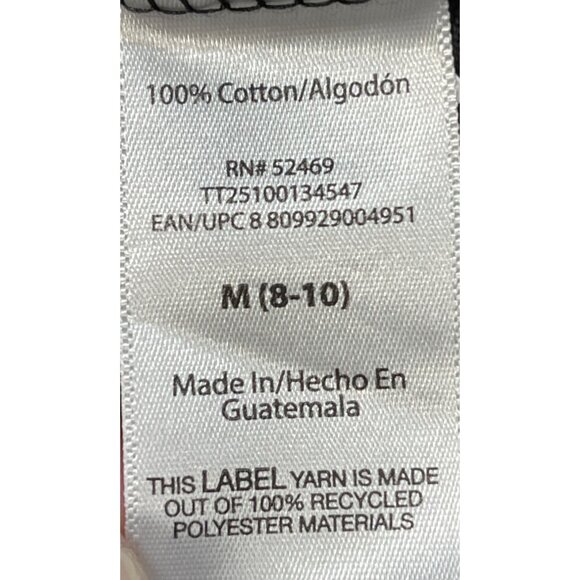 100% Cotton/Algodón
RN# 52469
TT25100134547
EAN/UPC 8 809929004951
M (8-10)
Made In/Hecho En
Guatemala
THIS LABEL YARN IS MADE
OUT OF 100% RECYCLED
POLYESTER MATERIALS